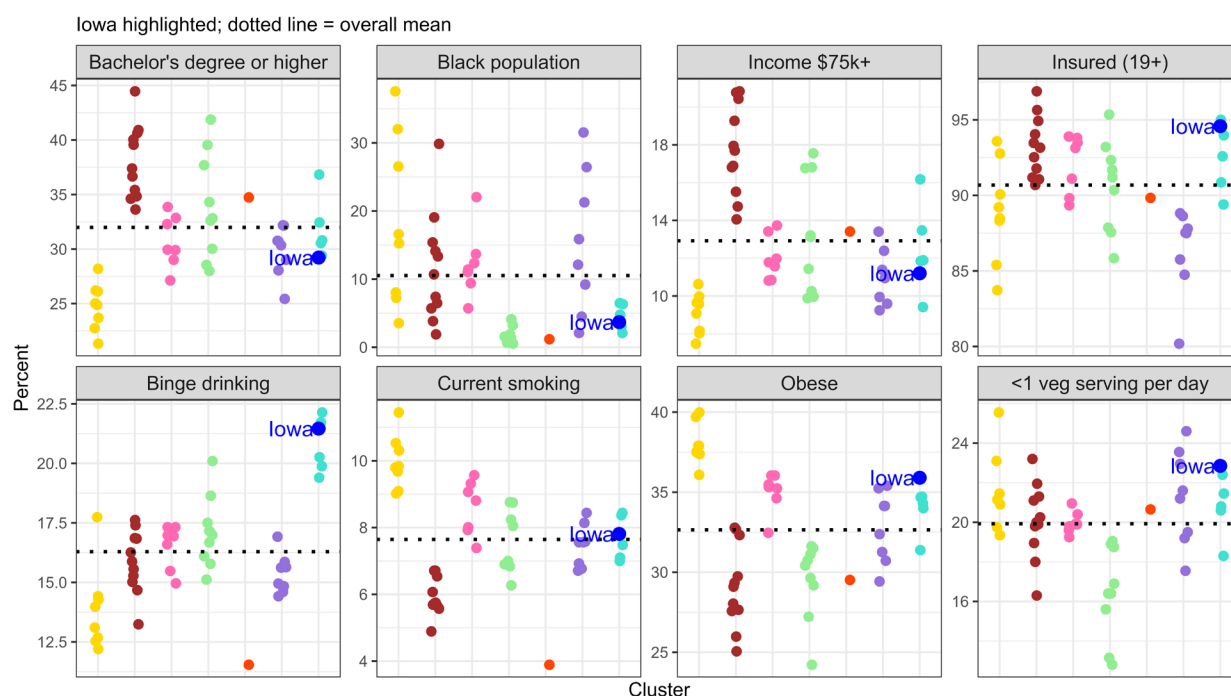 Iowa highlighted; dotted line = overall mean
Bachelor's degree or higher
Black population
Income $75k+
Insured (19+)
45
40
35
30
25
Iowa
30
20
10
0
Iowa
18
14
10
Iowa
95
90
85
80
Iowa
Percent
Binge drinking
Current smoking
Obese
<1 veg serving per day
22.5
20.0
17.5
15.0
12.5
Iowa
10
8
6
4
Iowa
40
35
30
25
Iowa
24
20
16
Iowa
Cluster